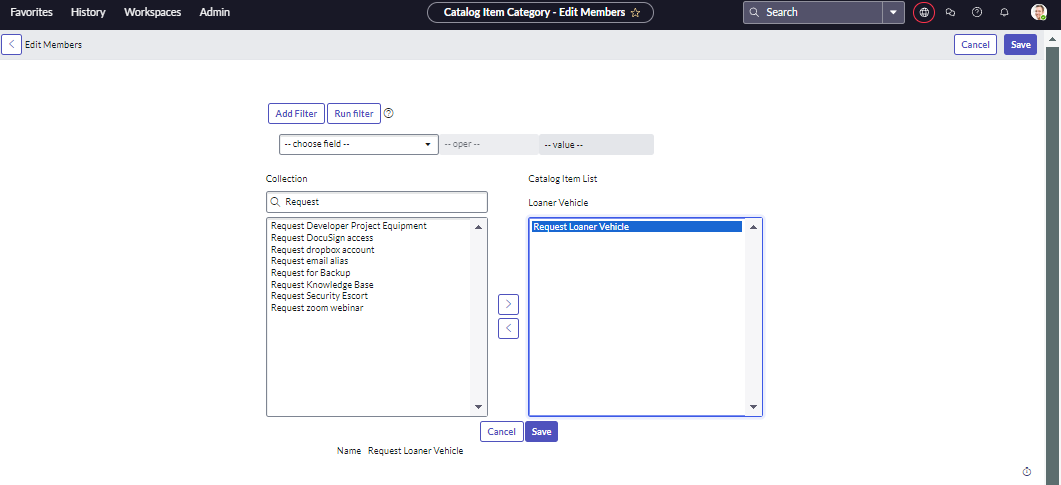 Favorites History Workspaces Admin Catalog Item Category - Edit Members Search
Edit Members Cancel Save
Add Filter Run filter
-- choose field -- -- oper -- -- value --
Collection Catalog Item List
Request Loaner Vehicle
Request Developer Project Equipment Request Loaner Vehicle
Request DocuSign access
Request dropbox account
Request email alias
Request for Backup
Request Knowledge Base
Request Security Escort
Request zoom webinar
Cancel Save
Name Request Loaner Vehicle